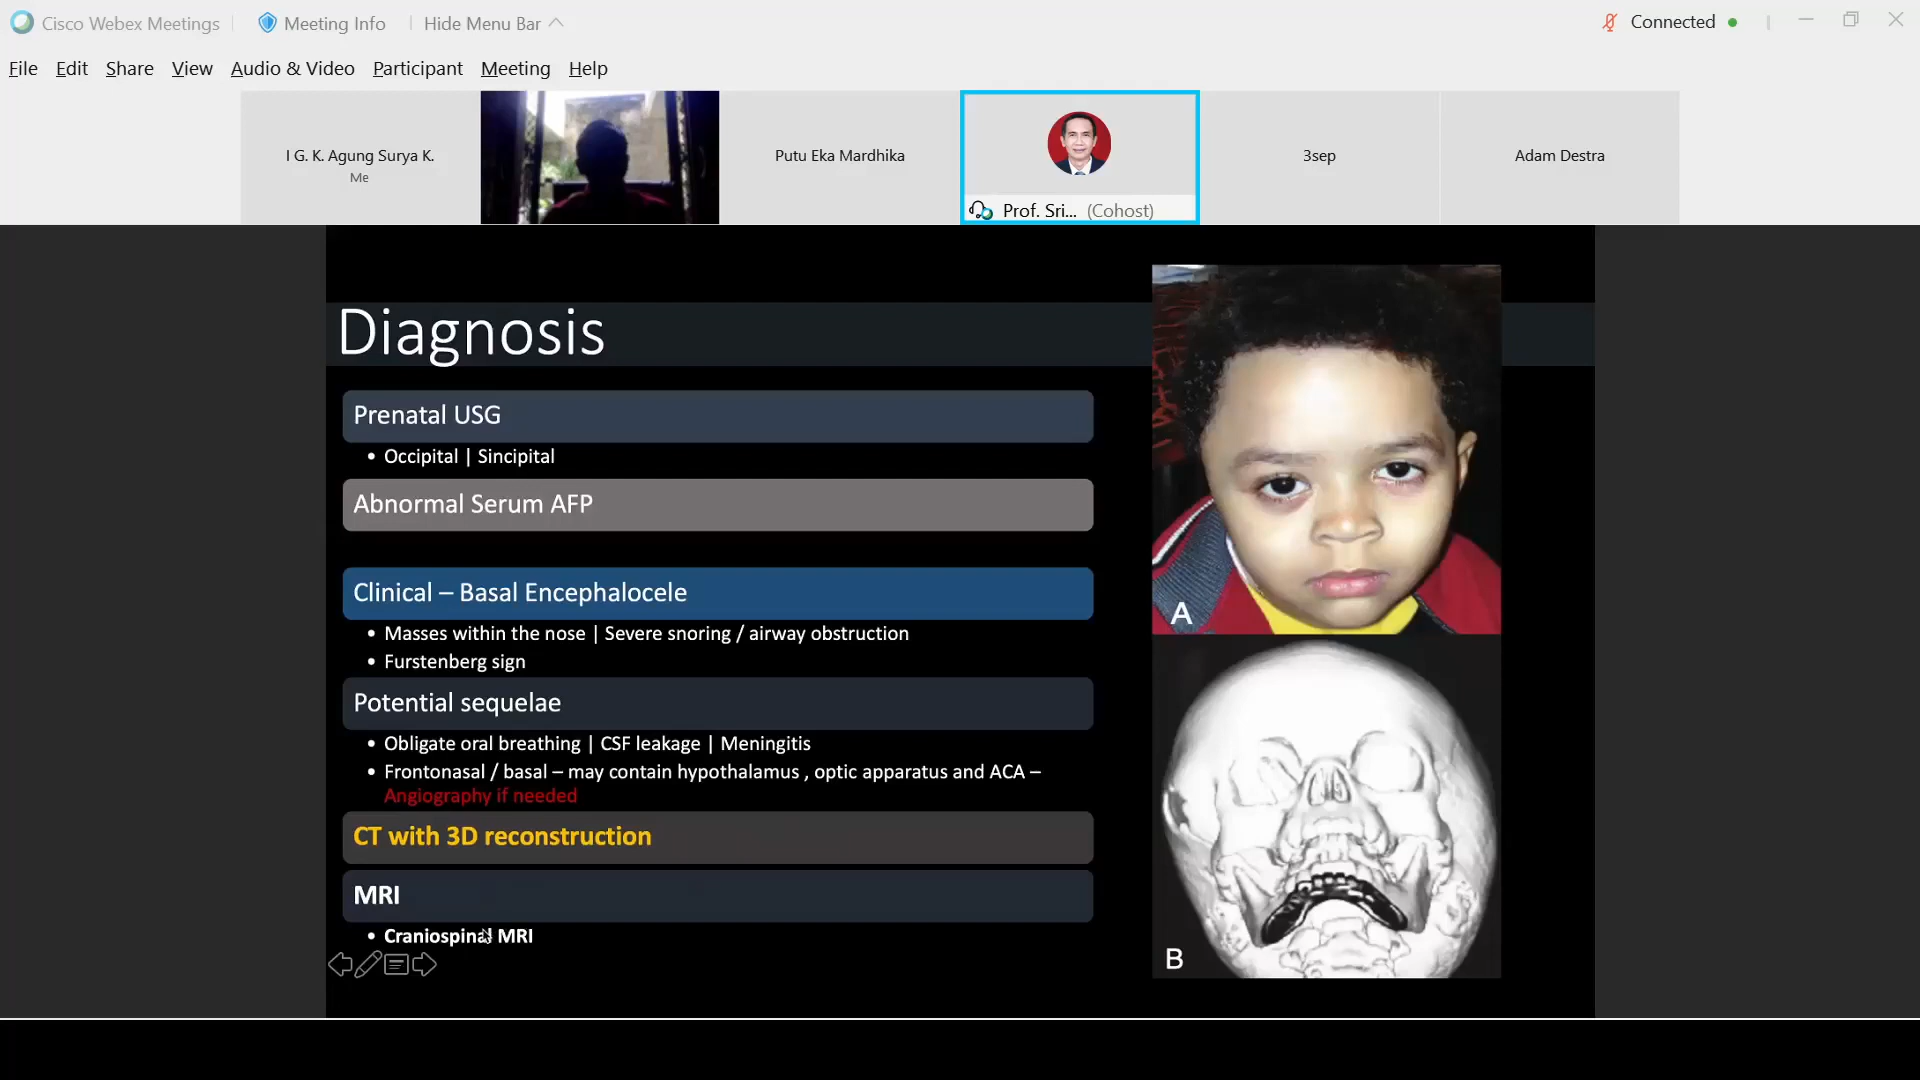 Cisco Webex Meetings
Meeting Info
Hide Menu Bar
Connected
File Edit Share View Audio & Video Participant Meeting Help
I G. K. Agung Surya K.
Me
Putu Eka Mardhika
Prof. Sri... (Cohost)
3sep
Adam Destra
Diagnosis
Prenatal USG
• Occipital | Sincipital
Abnormal Serum AFP
Clinical – Basal Encephalocele
• Masses within the nose | Severe snoring / airway obstruction
• Furstenberg sign
Potential sequelae
• Obligate oral breathing | CSF leakage | Meningitis
• Frontonasal / basal – may contain hypothalamus , optic apparatus and ACA –
Angiography if needed
CT with 3D reconstruction
MRI
• Craniospinal MRI
A
B